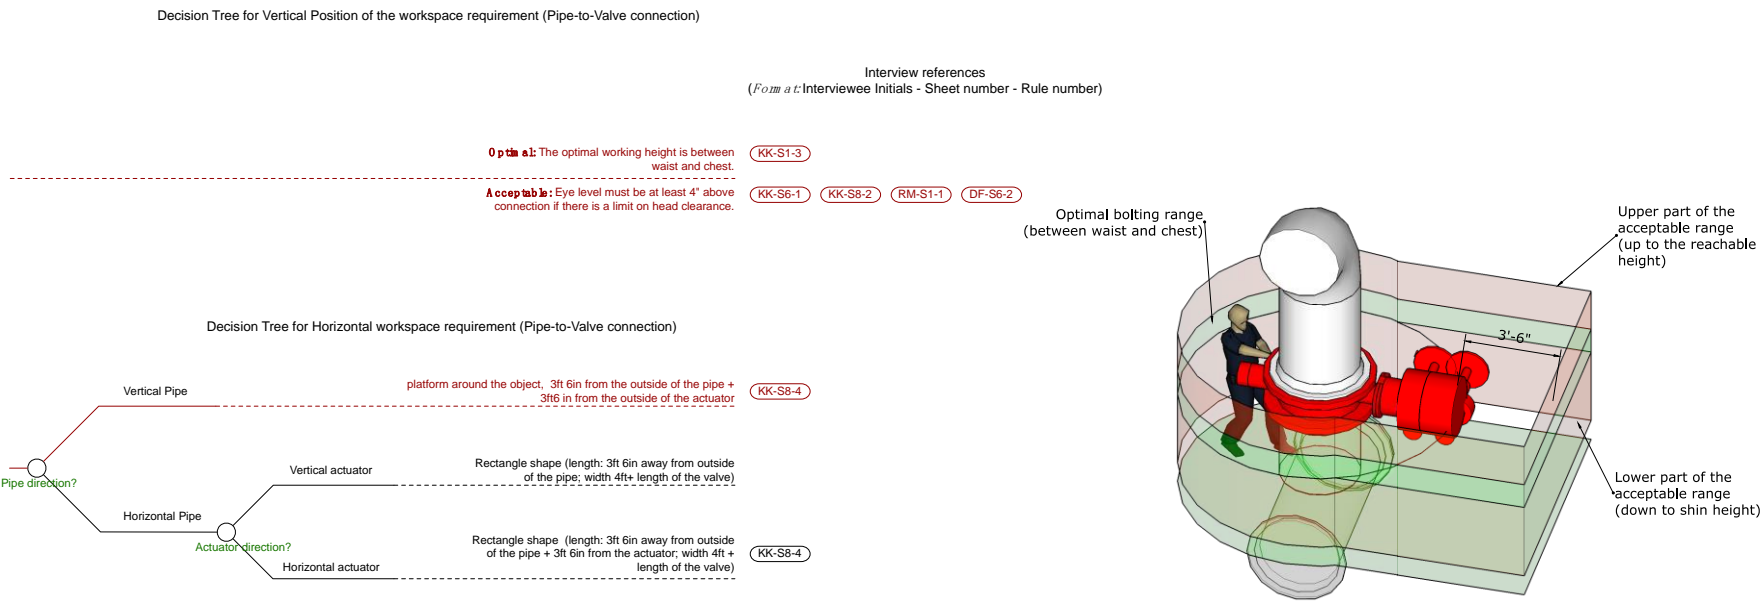 Decision Tree for Vertical Position of the workspace requirement (Pipe-to-Valve connection)
Interview references
(Format:Interviewee Initials - Sheet number - Rule number)
Optimal: The optimal working height is between
waist and chest.
KK-S1-3
Acceptable: Eye level must be at least 4" above
connection if there is a limit on head clearance.
KK-S6-1 KK-S8-2 RM-S1-1 DF-S6-2
Decision Tree for Horizontal workspace requirement (Pipe-to-Valve connection)
Vertical Pipe
platform around the object, 3ft 6in from the outside of the pipe +
3ft6 in from the outside of the actuator
KK-S8-4
Pipe direction?
Vertical actuator
Rectangle shape (length: 3ft 6in away from outside
of the pipe; width 4ft+ length of the valve)
Horizontal Pipe
Actuator direction?
Horizontal actuator
Rectangle shape (length: 3ft 6in away from outside
of the pipe + 3ft 6in from the actuator; width 4ft +
length of the valve)
KK-S8-4
Optimal bolting range
(between waist and chest)
Upper part of the
acceptable range
(up to the reachable
height)
3'-6"
Lower part of the
acceptable range
(down to shin height)